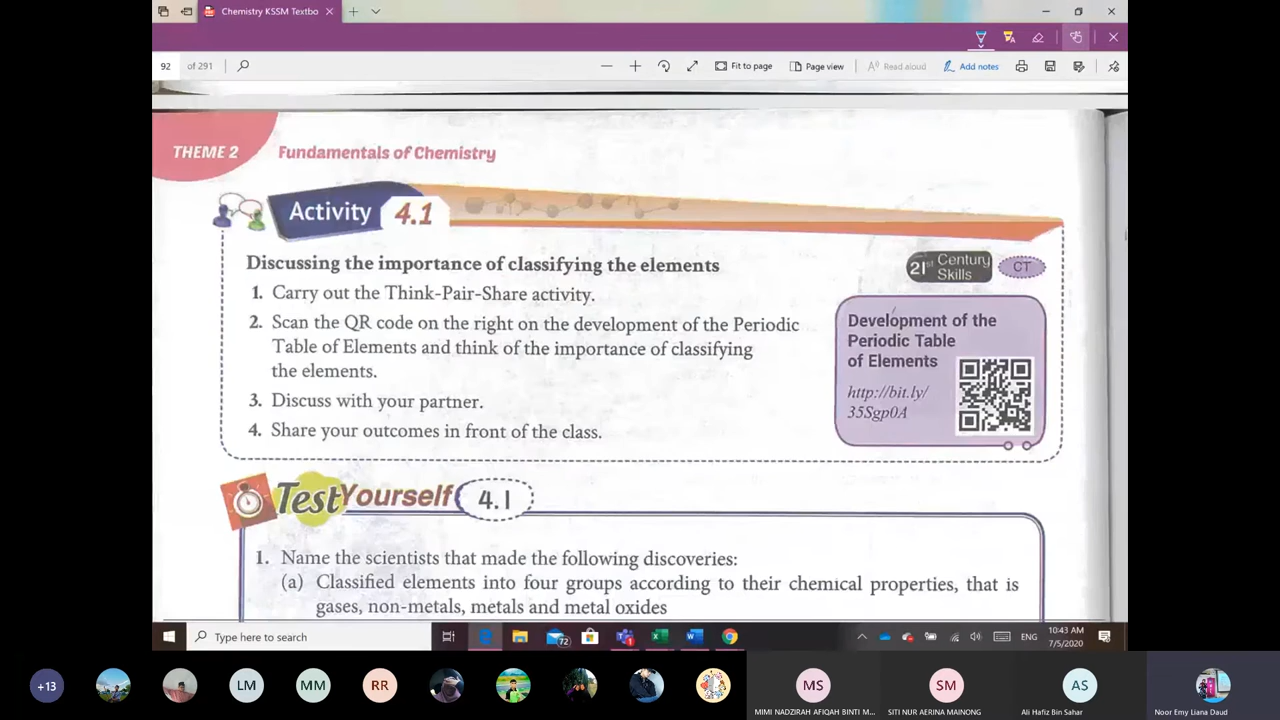 Chemistry KSSM Textbo
92 of 291
Fit to page
Page view
Read aloud
Add notes
THEME 2
Fundamentals of Chemistry
Activity 4.1
Discussing the importance of classifying the elements
21st Century Skills
CT
1. Carry out the Think-Pair-Share activity.
2. Scan the QR code on the right on the development of the Periodic
Table of Elements and think of the importance of classifying
the elements.
3. Discuss with your partner.
4. Share your outcomes in front of the class.
Development of the
Periodic Table
of Elements
http://bit.ly/
35Sgp0A
Test Yourself 4.1
1. Name the scientists that made the following discoveries:
(a) Classified elements into four groups according to their chemical properties, that is
gases, non-metals, metals and metal oxides
Type here to search
72
ENG
10:43 AM
7/5/2020
+13
LM
MM
RR
MS
SM
AS
MIMI NADZIRAH AFIQAH BINTI M...
SITI NUR AERINA MAINONG
Ali Hafiz Bin Sahar
Noor Emy Liana Daud